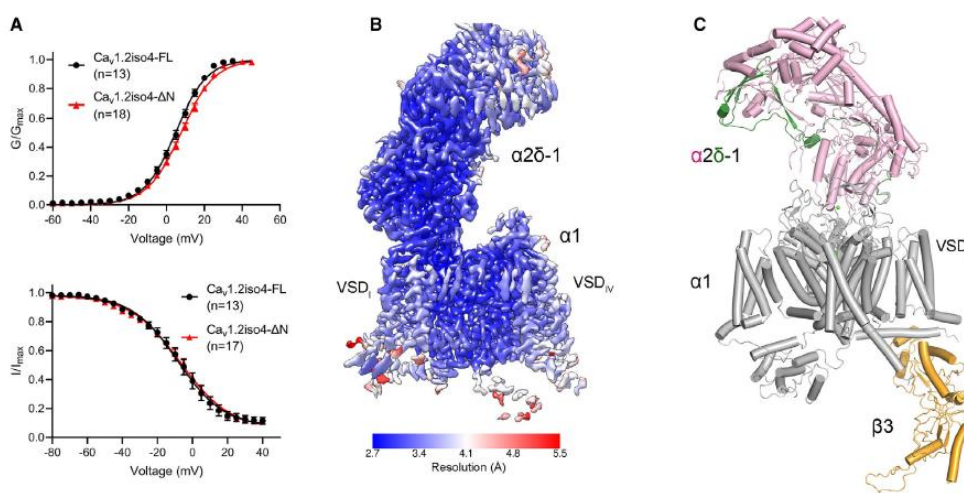 A
G/Gmax
1.0
0.8
0.6
0.4
0.2
0.0
Cav1.2iso4-FL
(n=13)
Cav1.2iso4-ΔN
(n=18)
-60 -40 -20 0 20 40 60
Voltage (mV)
I/Imax
1.0
0.8
0.6
0.4
0.2
0.0
Cav1.2iso4-FL
(n=13)
Cav1.2iso4-ΔN
(n=17)
-80 -60 -40 -20 0 20 40
Voltage (mV)
B
α2δ-1
α1
VSDI
VSDIV
2.7 3.4 4.1 4.9 5.5
Resolution (Å)
C
α2δ-1
α1
VSD
β3